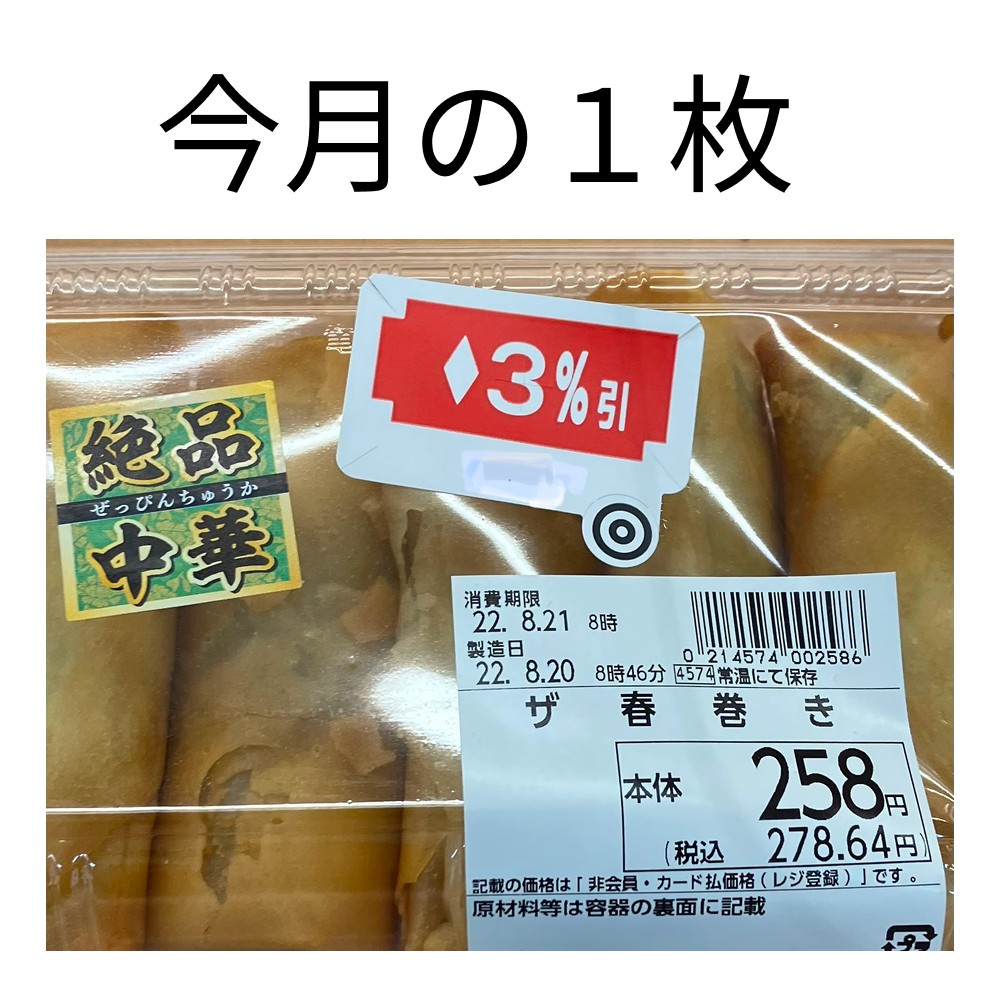 今月の１枚
♦3%引
絶品
ぜっぴんちゅうか
中華
消費期限
22. 8.21 8時
製造日
22. 8.20 8時46分 4574 常温にて保存
0 214574 002586
ザ 春巻き
本体 258円
(税込 278.64円)
記載の価格は「非会員・カード払価格(レジ登録)」です。
原材料等は容器の裏面に記載
プラ